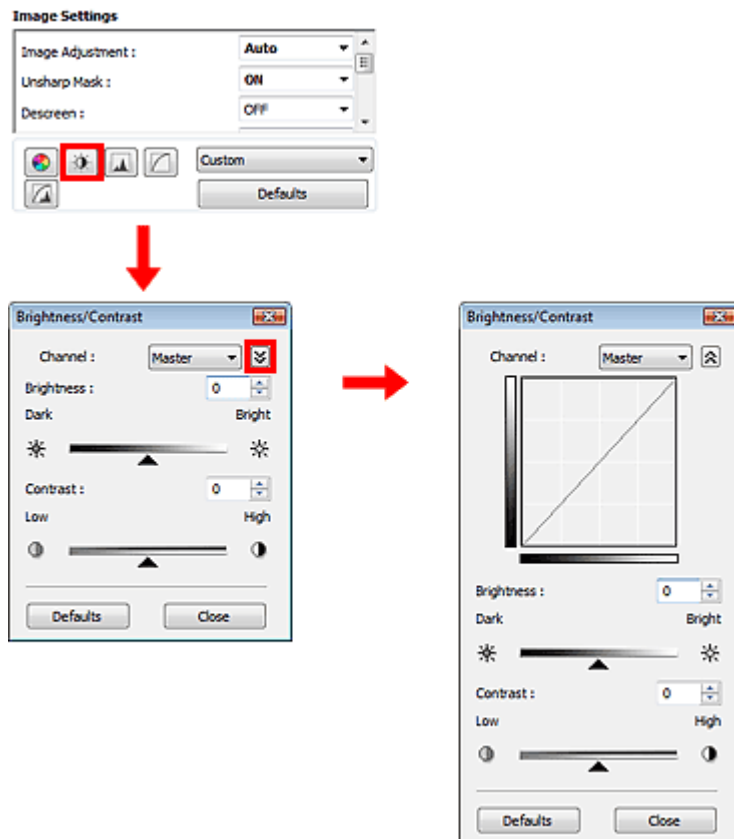 Image Settings
Image Adjustment : Auto
Unsharp Mask : ON
Descreen : OFF
Custom
Defaults
Brightness/Contrast
Channel : Master
Brightness : 0
Dark Bright
Contrast : 0
Low High
Defaults Close
Brightness/Contrast
Channel : Master
Brightness : 0
Dark Bright
Contrast : 0
Low High
Defaults Close